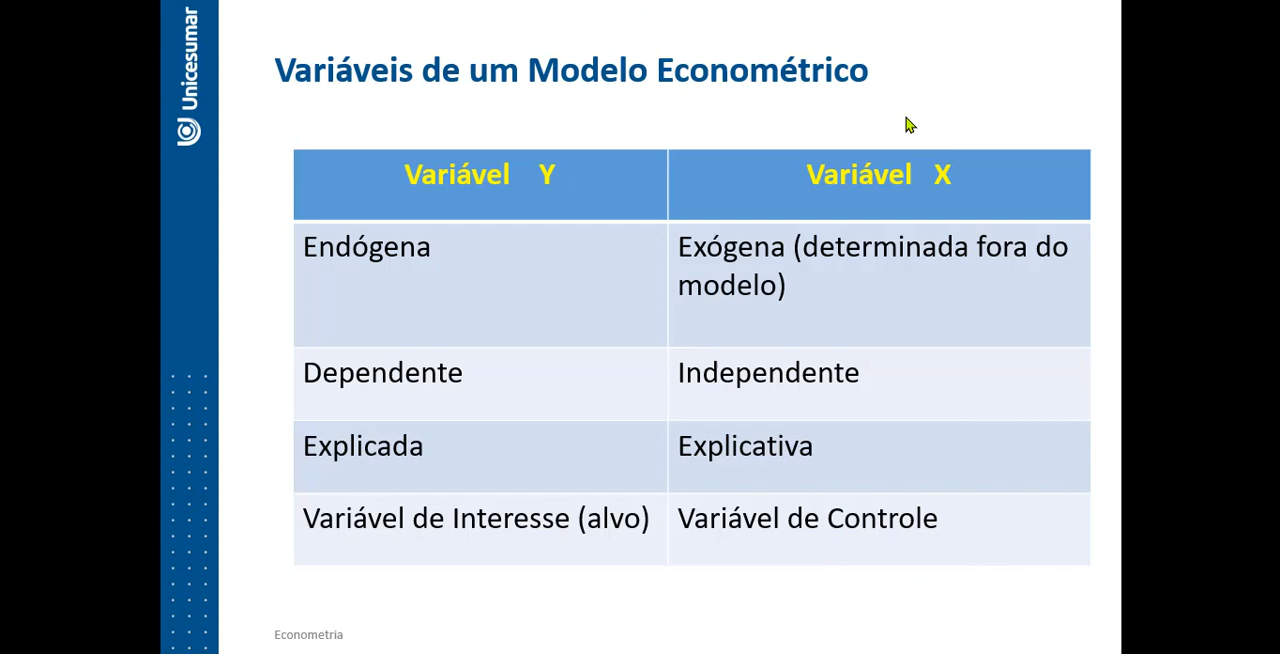 Unicesumar
Variáveis de um Modelo Econométrico
Variável Y
Variável X
Endógena
Exógena (determinada fora do
modelo)
Dependente
Independente
Explicada
Explicativa
Variável de Interesse (alvo)
Variável de Controle
Econometria